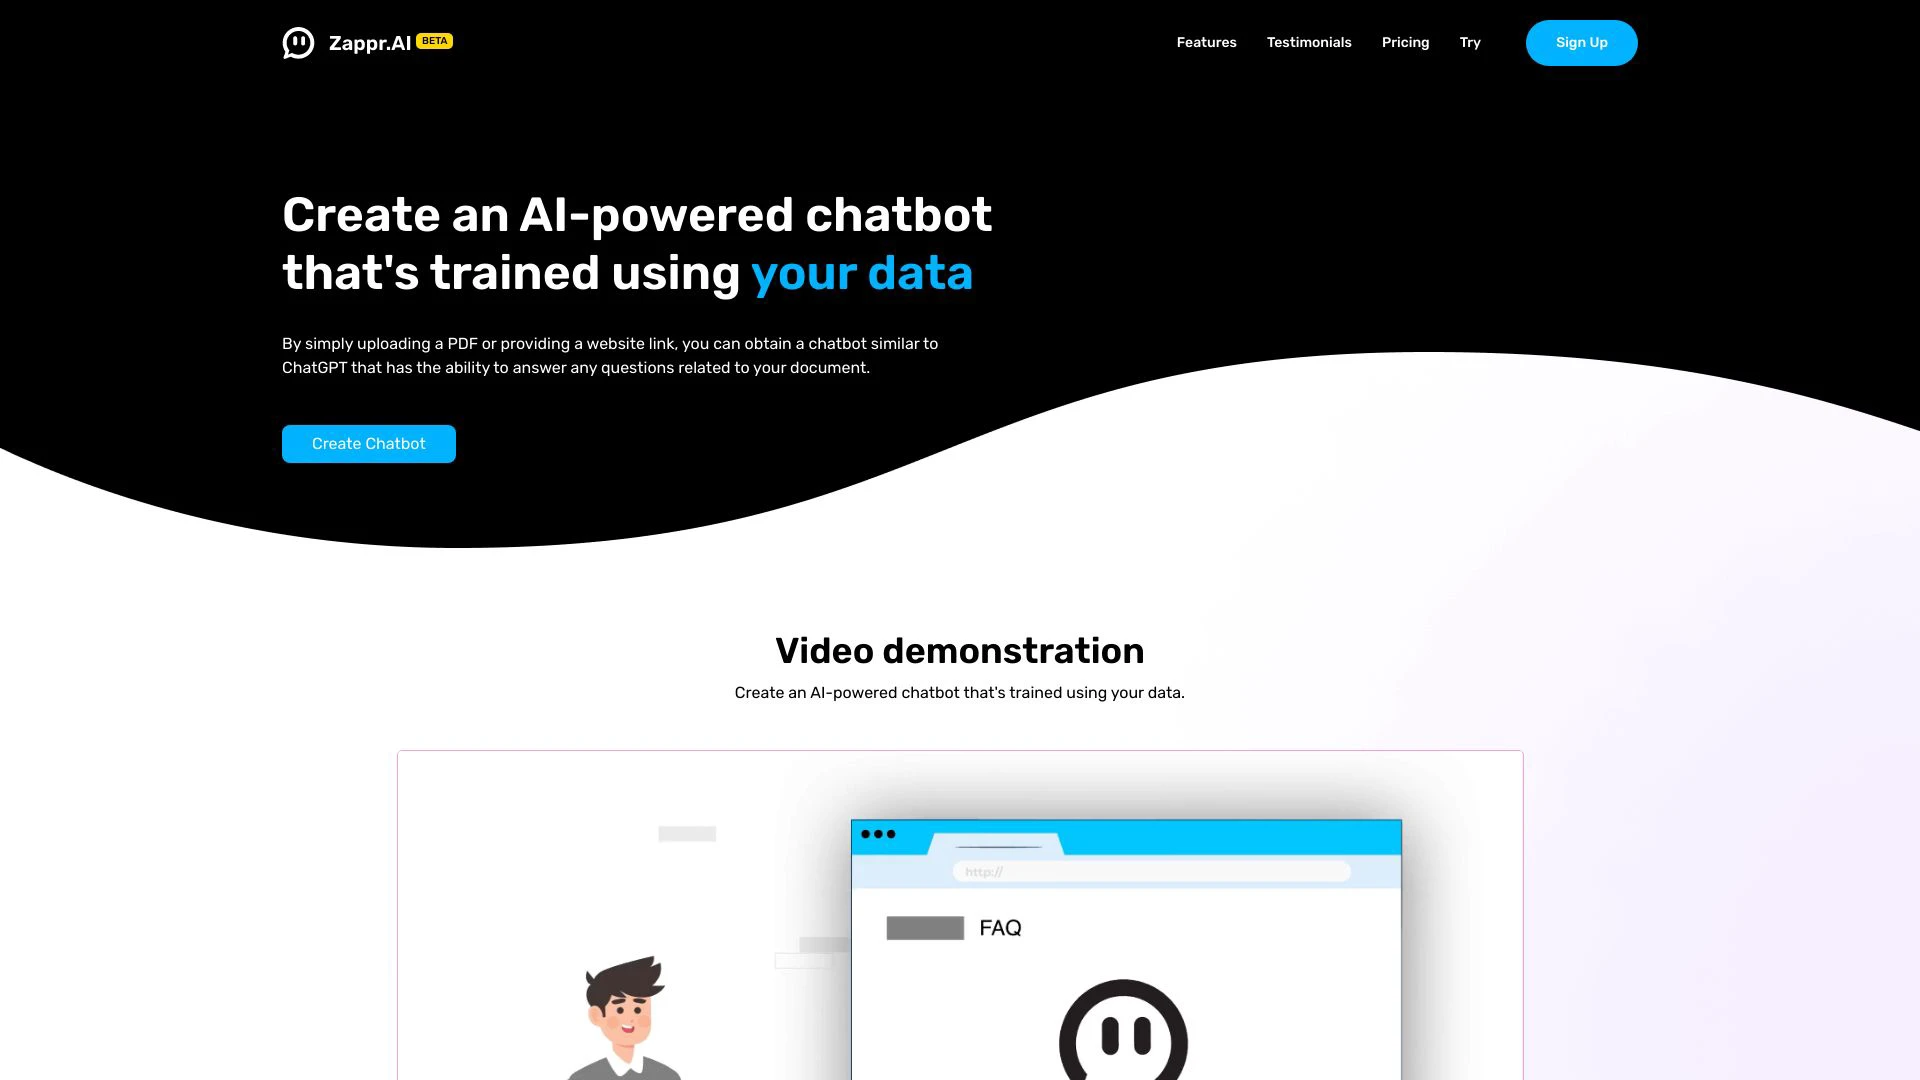 Zappr.AI BETA
Features Testimonials Pricing Try Sign Up
Create an AI-powered chatbot
that's trained using your data
By simply uploading a PDF or providing a website link, you can obtain a chatbot similar to
ChatGPT that has the ability to answer any questions related to your document.
Create Chatbot
Video demonstration
Create an AI-powered chatbot that's trained using your data.
http://
FAQ